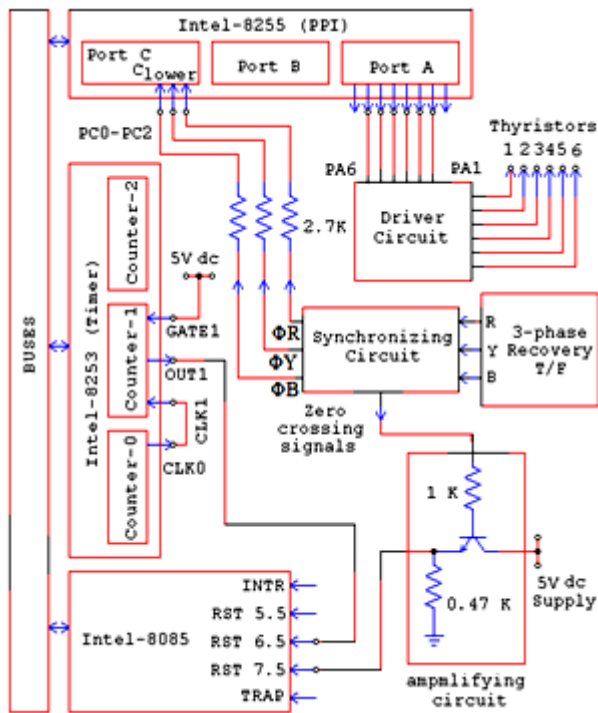 Intel-8255 (PPI)
Port C
Clower
Port B
Port A
PC0-PC2
Thyristors
1 2 3 4 5 6
PA6
PA1
2.7K
Driver
Circuit
BUSES
Intel-8253 (Timer)
Counter-2
Counter-1
Counter-0
5V dc
GATE1
OUT1
CLK1
CLK0
ΦR
ΦY
ΦB
Synchronizing
Circuit
R
Y
B
3-phase
Recovery
T/F
Zero
crossing
signals
1 K
0.47 K
5V dc
Supply
Intel-8085
INTR
RST 5.5
RST 6.5
RST 7.5
TRAP
ampmlifying
circuit